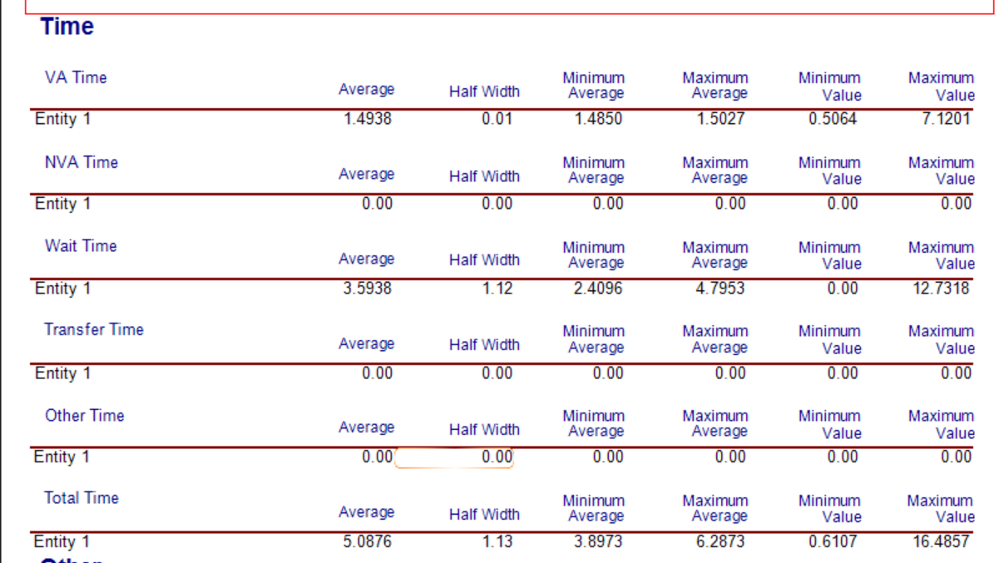 Time
VA Time Average Half Width Minimum Average Maximum Average Minimum Value Maximum Value
Entity 1 1.4938 0.01 1.4850 1.5027 0.5064 7.1201
NVA Time Average Half Width Minimum Average Maximum Average Minimum Value Maximum Value
Entity 1 0.00 0.00 0.00 0.00 0.00 0.00
Wait Time Average Half Width Minimum Average Maximum Average Minimum Value Maximum Value
Entity 1 3.5938 1.12 2.4096 4.7953 0.00 12.7318
Transfer Time Average Half Width Minimum Average Maximum Average Minimum Value Maximum Value
Entity 1 0.00 0.00 0.00 0.00 0.00 0.00
Other Time Average Half Width Minimum Average Maximum Average Minimum Value Maximum Value
Entity 1 0.00 0.00 0.00 0.00 0.00 0.00
Total Time Average Half Width Minimum Average Maximum Average Minimum Value Maximum Value
Entity 1 5.0876 1.13 3.8973 6.2873 0.6107 16.4857
Other